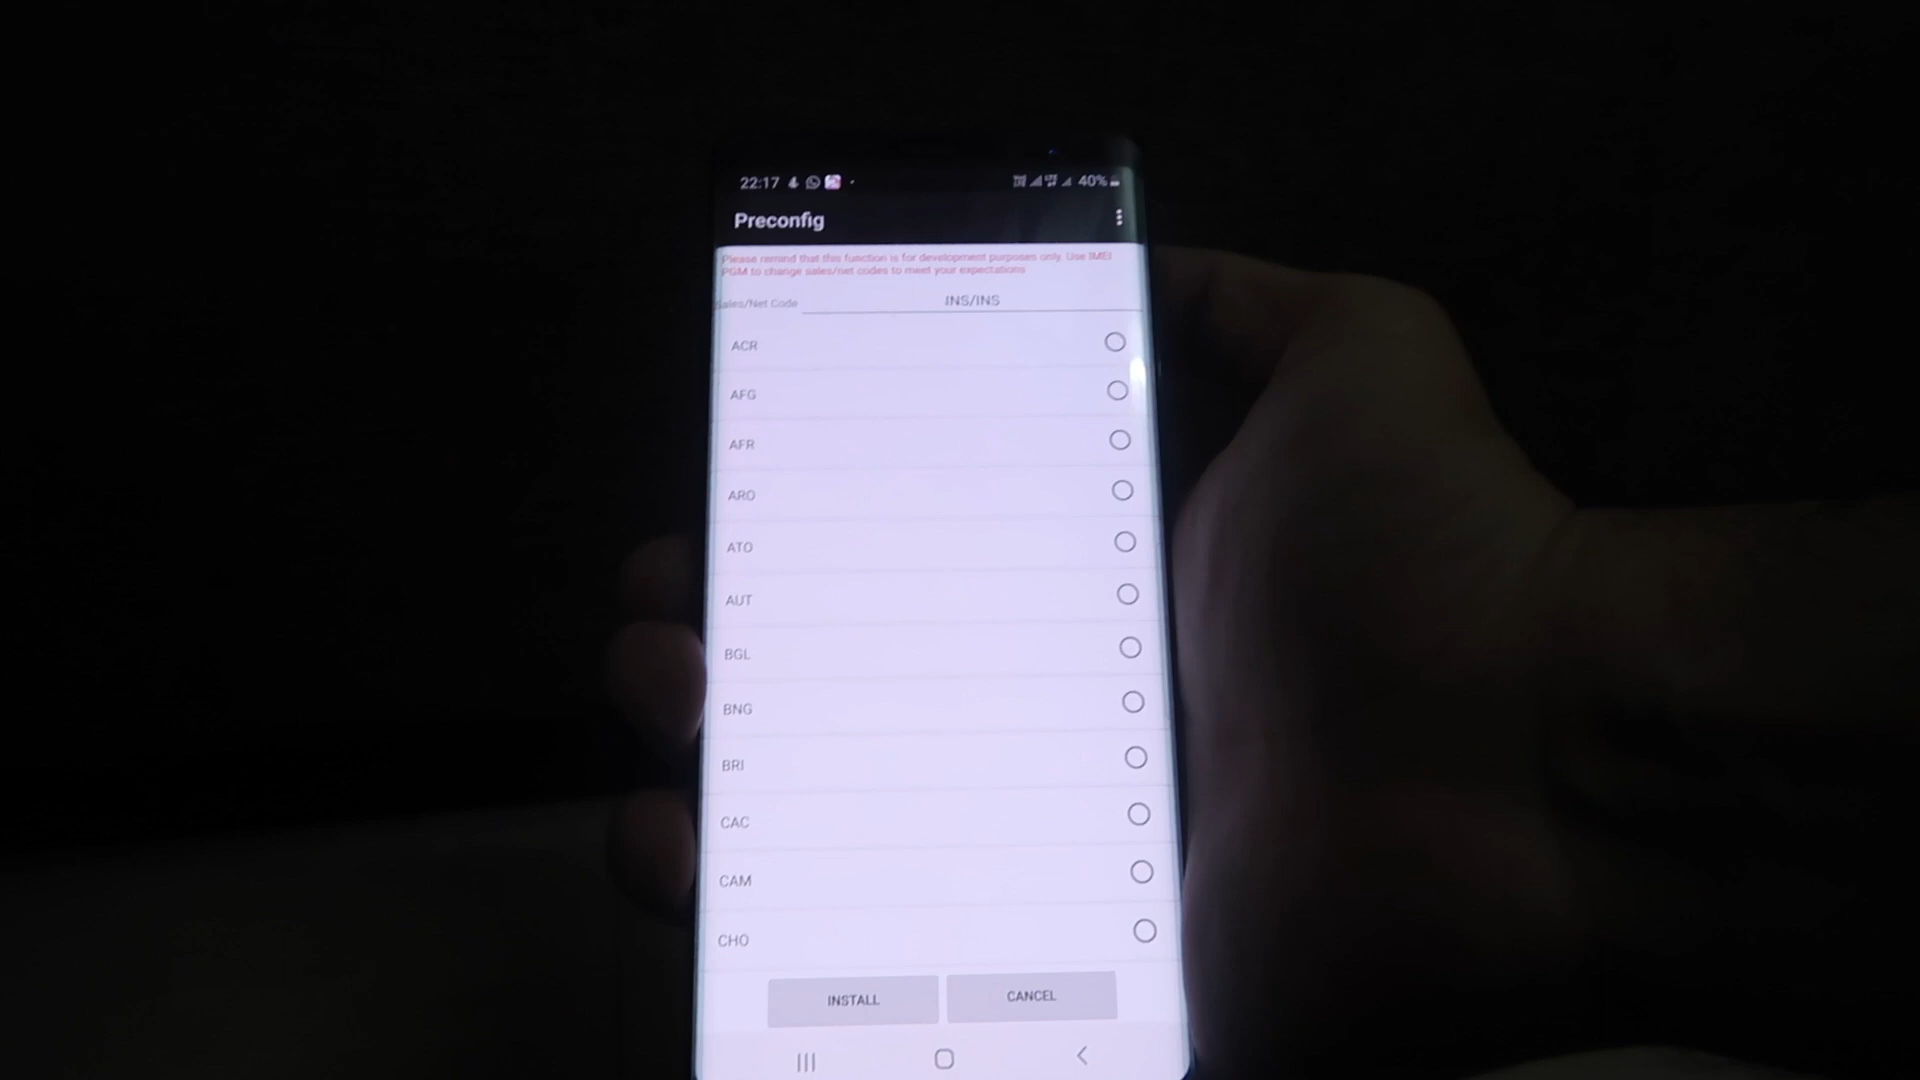 22:17
40%
Preconfig
Please remind that this function is for development purposes only. Use IMEI
PGM to change sales/net codes to meet your expectations
Sales/Net Code INS/INS
ACR
AFG
AFR
ARO
ATO
AUT
BGL
BNG
BRI
CAC
CAM
CHO
INSTALL CANCEL